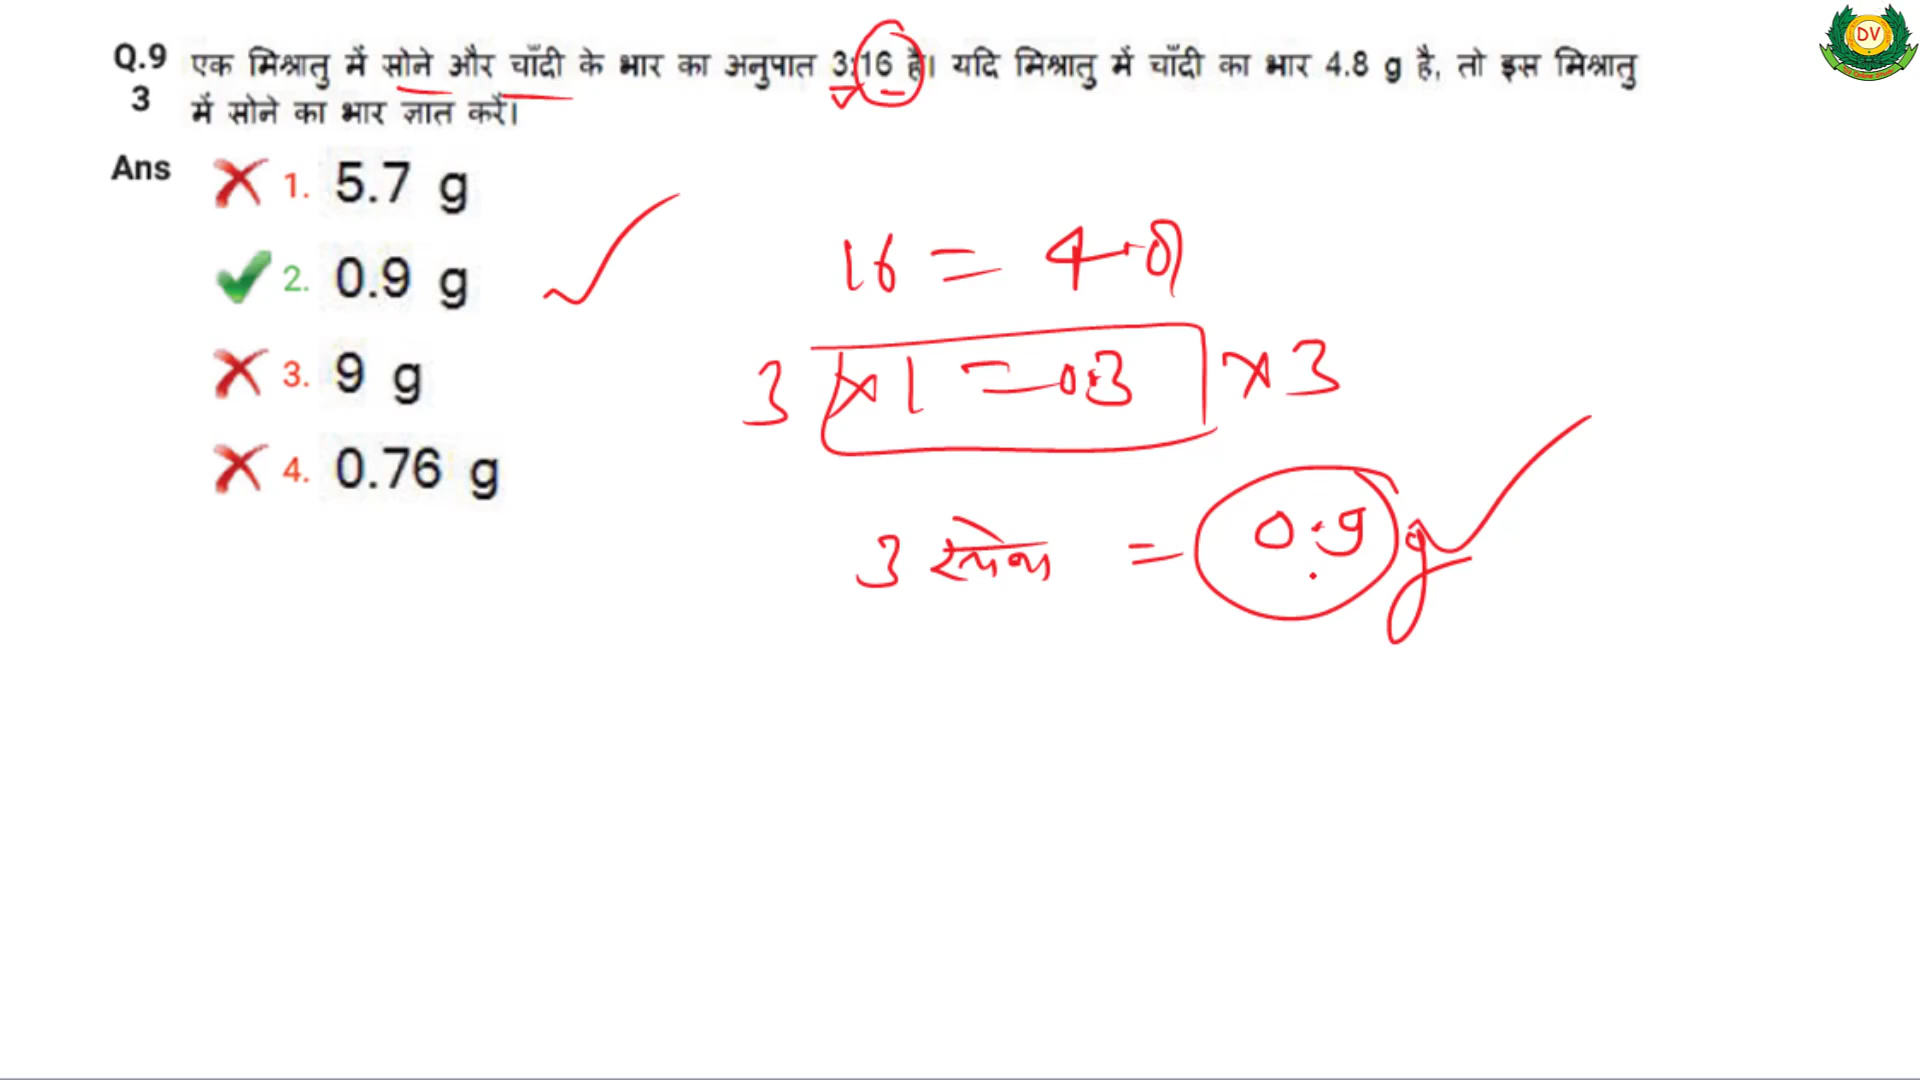 Q.9 एक मिश्रातु में सोने और चाँदी के भार का अनुपात 3:16 है। यदि मिश्रातु में चाँदी का भार 4.8 g है, तो इस मिश्रातु
3 में सोने का भार ज्ञात करें।
Ans 1. 5.7 g
2. 0.9 g
3. 9 g
4. 0.76 g
16 = 4.8
3 × 1 = 0.3 × 3
3 = 0.9 g
DV